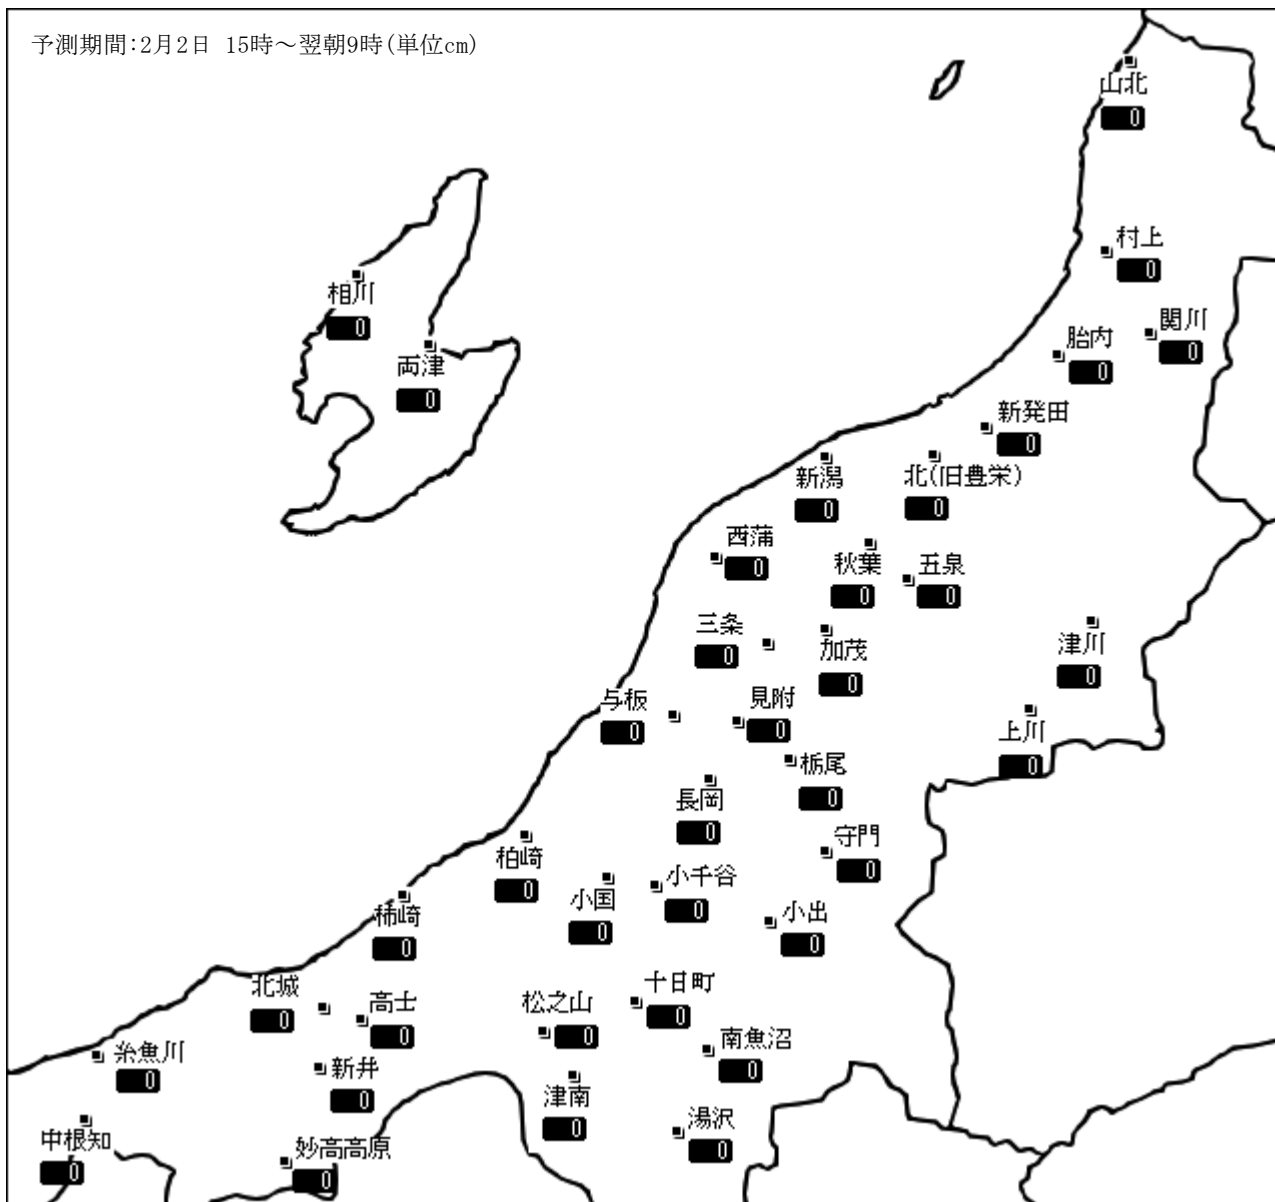 予測期間:2月2日 15時～翌朝9時(単位cm)
山北
0
村上
0
相川
0
関川
0
胎内
0
両津
0
新発田
0
新潟
0
北(旧豊栄)
0
西蒲
0
秋葉
0
五泉
0
三条
0
加茂
0
津川
0
与板
0
見附
0
上川
0
栃尾
0
長岡
0
守門
0
柏崎
0
小千谷
0
小国
0
小出
0
柿崎
0
北城
0
高士
0
松之山
0
十日町
0
南魚沼
0
糸魚川
0
新井
0
津南
0
湯沢
0
中根知
0
妙高高原
0